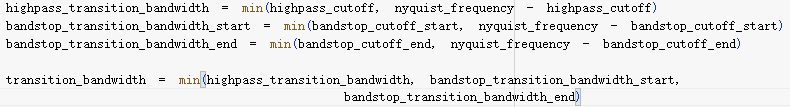 highpass_transition_bandwidth = min(highpass_cutoff, nyquist_frequency - highpass_cutoff)
bandstop_transition_bandwidth_start = min(bandstop_cutoff_start, nyquist_frequency - bandstop_cutoff_start)
bandstop_transition_bandwidth_end = min(bandstop_cutoff_end, nyquist_frequency - bandstop_cutoff_end)
transition_bandwidth = min(highpass_transition_bandwidth, bandstop_transition_bandwidth_start,
bandstop_transition_bandwidth_end)